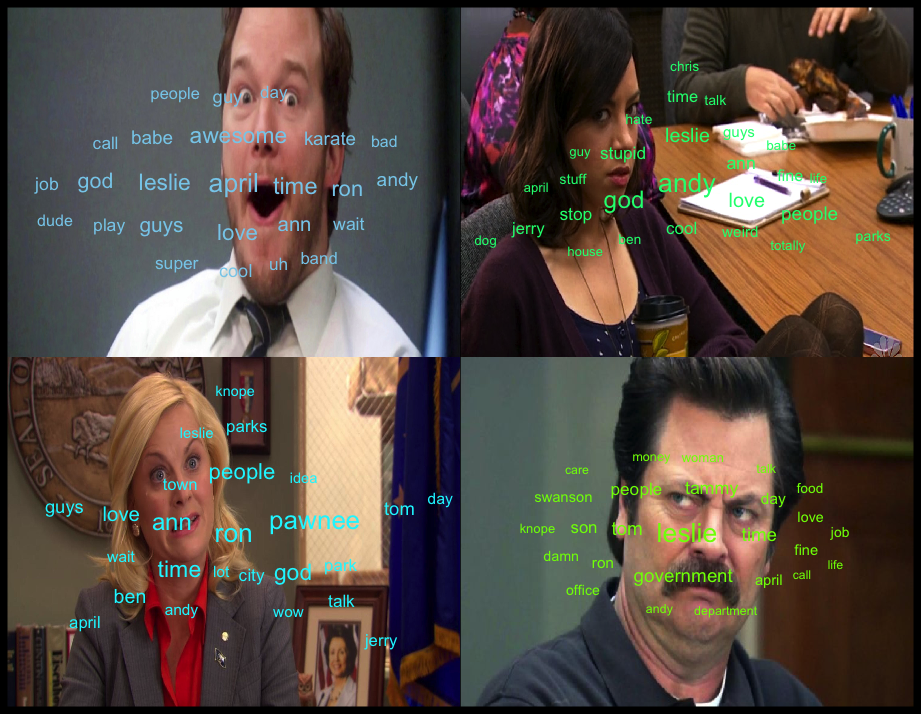 people guy day
call babe awesome karate bad
job god leslie april time ron andy
dude play guys love ann wait
super cool uh band
chris
time talk
hate
leslie guys
guy stupid ann babe
april stuff andy fine life
god love
stop people
jerry cool weird
dog house ben totally parks
knope
leslie parks
town people idea
guys love ann ron pawnee tom day
wait time lot city god park
ben andy wow talk
april jerry
money woman
care talk
swanson people tammy day food
knope son tom leslie time love job
damn ron fine
office government april call life
andy department